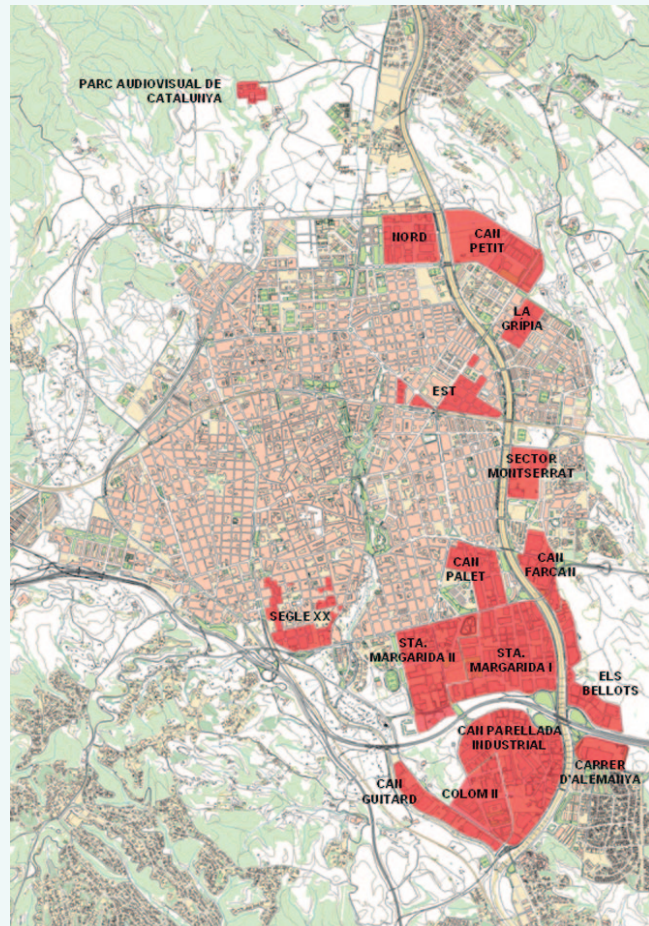 PARC AUDIOVISUAL DE
CATALUNYA
NORD
CAN
PETIT
LA
GRÍPIA
EST
SECTOR
MONTSERRAT
CAN
PALET
CAN
FARCAN
SEGLE XX
STA.
MARGARIDA II
STA.
MARGARIDA I
ELS
BELLOTS
CAN PARELLADA
INDUSTRIAL
CARRER
D'ALEMANYA
CAN
GUITARD
COLOM II